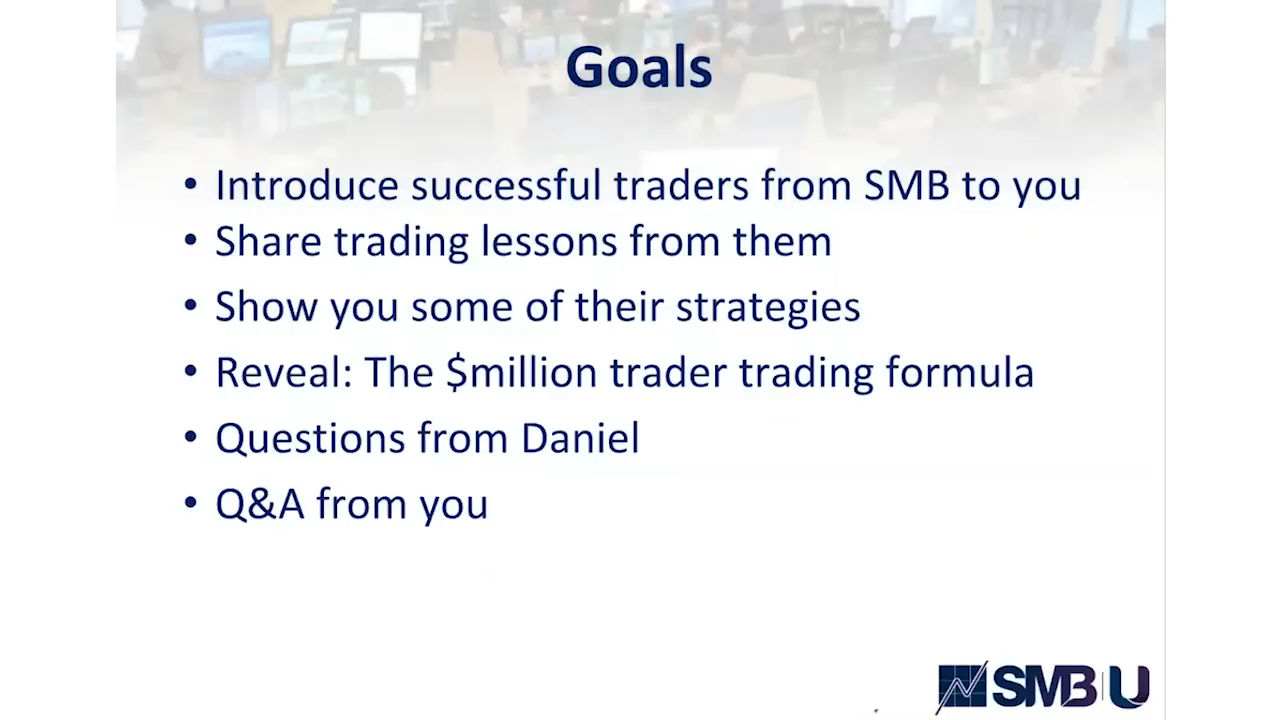 Goals
• Introduce successful traders from SMB to you
• Share trading lessons from them
• Show you some of their strategies
• Reveal: The $million trader trading formula
• Questions from Daniel
• Q&A from you
SMB U